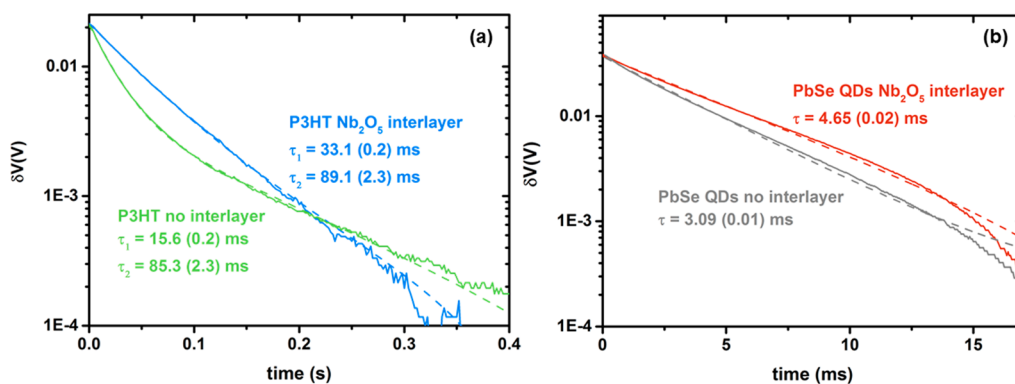 (a)
0.01
1E-3
1E-4
δV(V)
P3HT Nb₂O₅ interlayer
τ₁ = 33.1 (0.2) ms
τ₂ = 89.1 (2.3) ms
P3HT no interlayer
τ₁ = 15.6 (0.2) ms
τ₂ = 85.3 (2.3) ms
0.0 0.1 0.2 0.3 0.4
time (s)
(b)
0.01
1E-3
1E-4
δV(V)
PbSe QDs Nb₂O₅ interlayer
τ = 4.65 (0.02) ms
PbSe QDs no interlayer
τ = 3.09 (0.01) ms
0 5 10 15
time (ms)